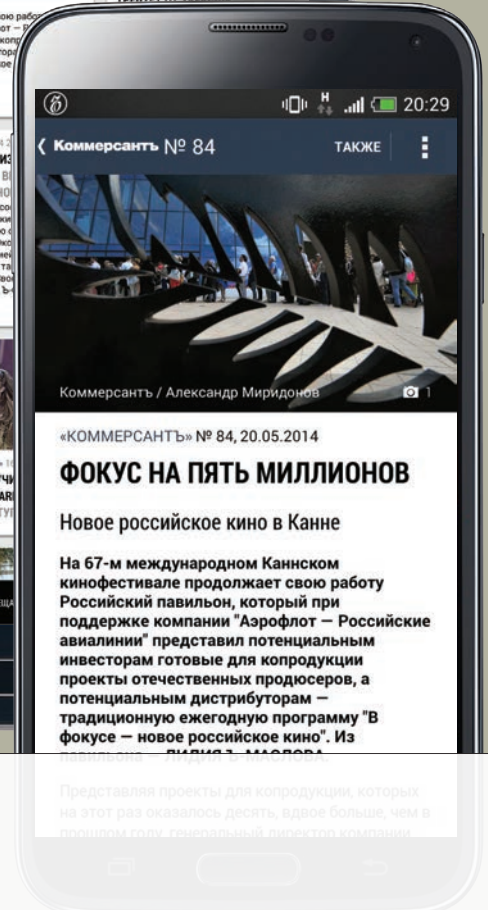 H
20:29
Коммерсантъ № 84
ТАКЖЕ
Коммерсантъ / Александр Миридонов
1
«КОММЕРСАНТЪ» № 84, 20.05.2014
ФОКУС НА ПЯТЬ МИЛЛИОНОВ
Новое российское кино в Канне
На 67-м международном Каннском
кинофестивале продолжает свою работу
Российский павильон, который при
поддержке компании "Аэрофлот — Российские
авиалинии" представил потенциальным
инвесторам готовые для копродукции
проекты отечественных продюсеров, а
потенциальным дистрибуторам —
традиционную ежегодную программу "В
фокусе — новое российское кино". Из
павильона — ЛИДИЯ Ъ-МАСЛОВА.
Представляя проекты для копродукции, которых
на этот раз оказалось десять, вдвое больше, чем в
прошлом году, генеральный директор компании